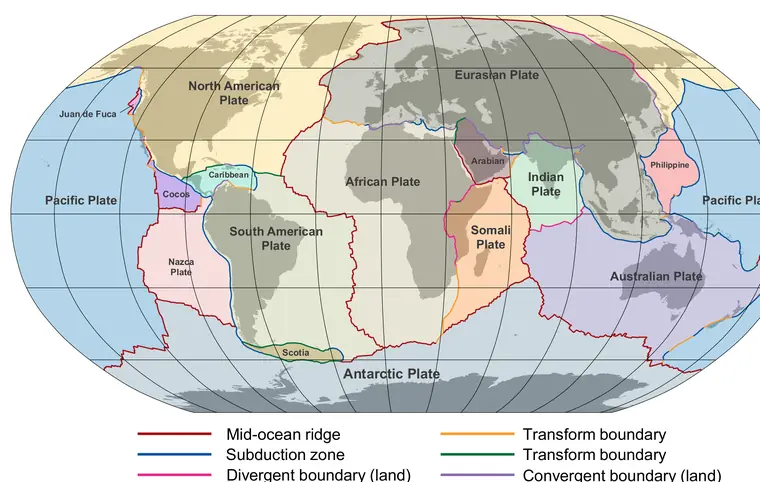 Eurasian Plate
North American
Plate
Juan de Fuca
Philippine
Arabian
Caribbean
Indian
Plate
African Plate
Cocos
Pacific Plate
Pacific Pla
South American
Plate
Somali
Plate
Nazca
Plate
Australian Plate
Scotia
Antarctic Plate
Mid-ocean ridge
Subduction zone
Divergent boundary (land)
Transform boundary
Transform boundary
Convergent boundary (land)